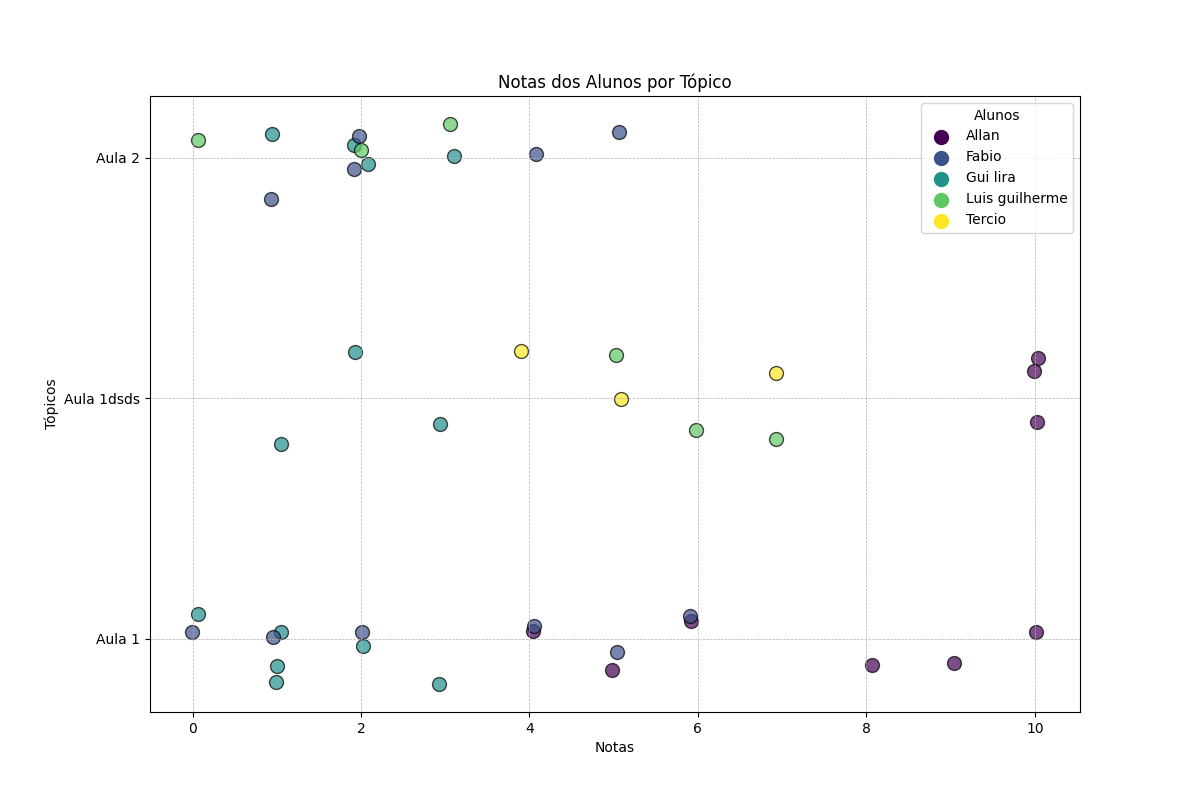 Notas dos Alunos por Tópico
Alunos
Allan
Fabio
Gui lira
Luis guilherme
Tercio
Tópicos
Aula 2
Aula 1dsds
Aula 1
0 2 4 6 8 10
Notas